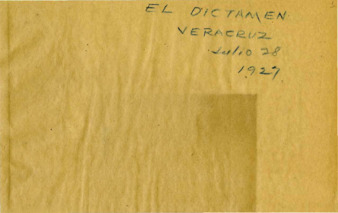 EL DICTAMEN
VERACRUZ
Julio 28
1927